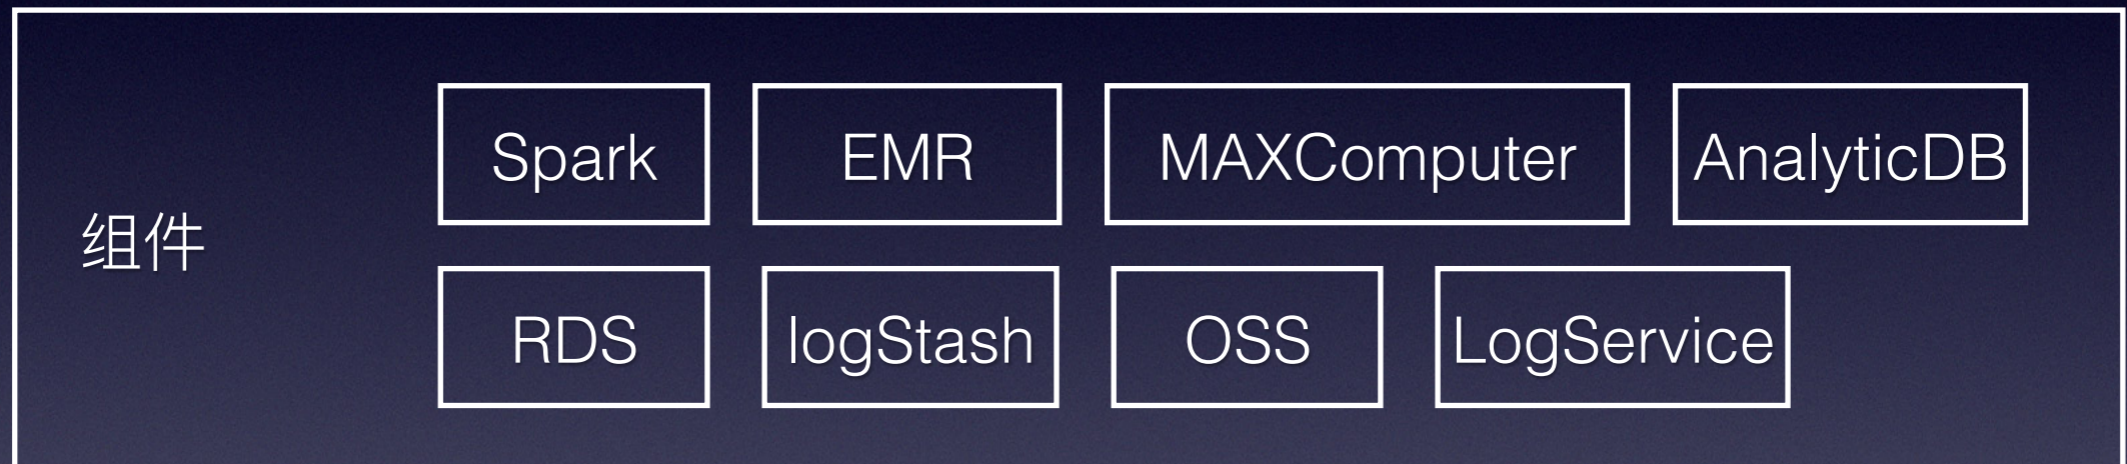 组件
Spark
EMR
MAXComputer
AnalyticDB
RDS
logStash
OSS
LogService